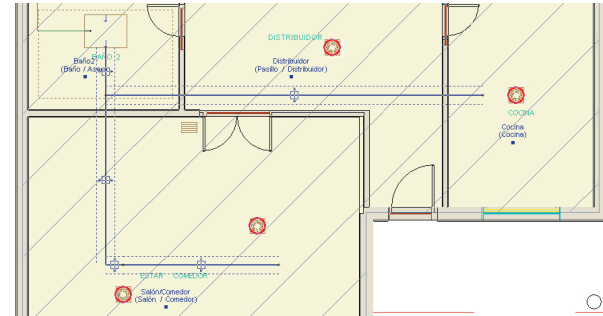 DISTRIBUIDOR
BAÑO 2
Baño2
(Baño / Aseo)
Distribuidor
(Pasillo / Distribuidor)
COCINA
Cocina
(Cocina)
ESTAR COMEDOR
Salón/Comedor
(Salón / Comedor)